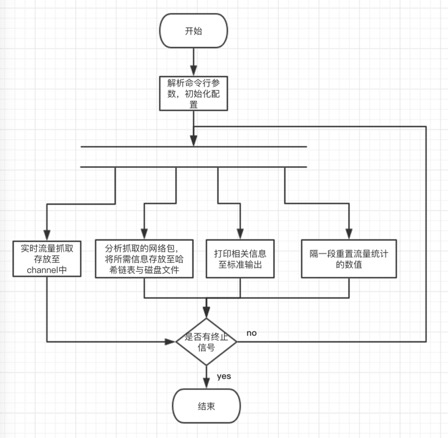 开始
解析命令行参
数，初始化配
置
实时流量抓取
存放至
channel中
分析抓取的网络包，
将所需信息存放至哈
希链表与磁盘文件
打印相关信息
至标准输出
隔一段重置流量统计
的数值
是否有终止
信号
no
yes
结束